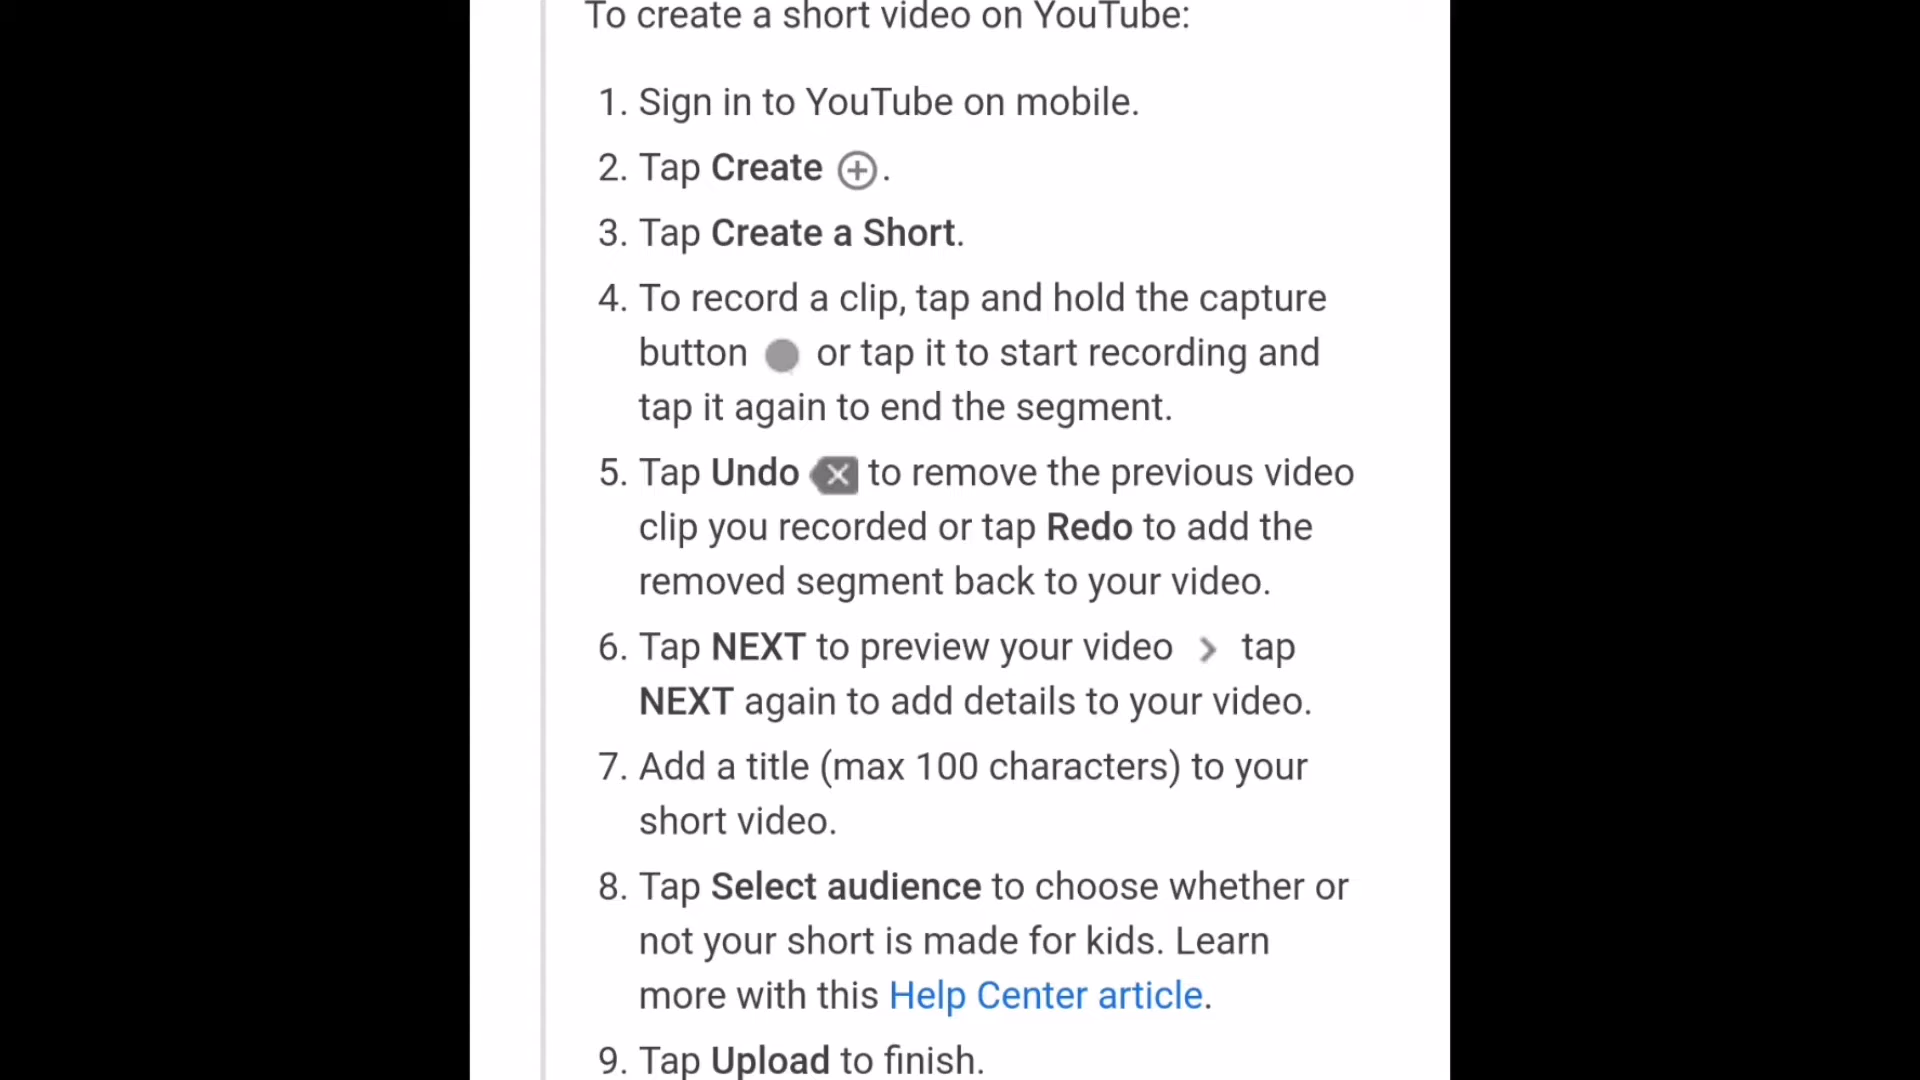 To create a short video on YouTube:
1. Sign in to YouTube on mobile.
2. Tap Create .
3. Tap Create a Short.
4. To record a clip, tap and hold the capture
button or tap it to start recording and
tap it again to end the segment.
5. Tap Undo to remove the previous video
clip you recorded or tap Redo to add the
removed segment back to your video.
6. Tap NEXT to preview your video > tap
NEXT again to add details to your video.
7. Add a title (max 100 characters) to your
short video.
8. Tap Select audience to choose whether or
not your short is made for kids. Learn
more with this Help Center article.
9. Tap Upload to finish.